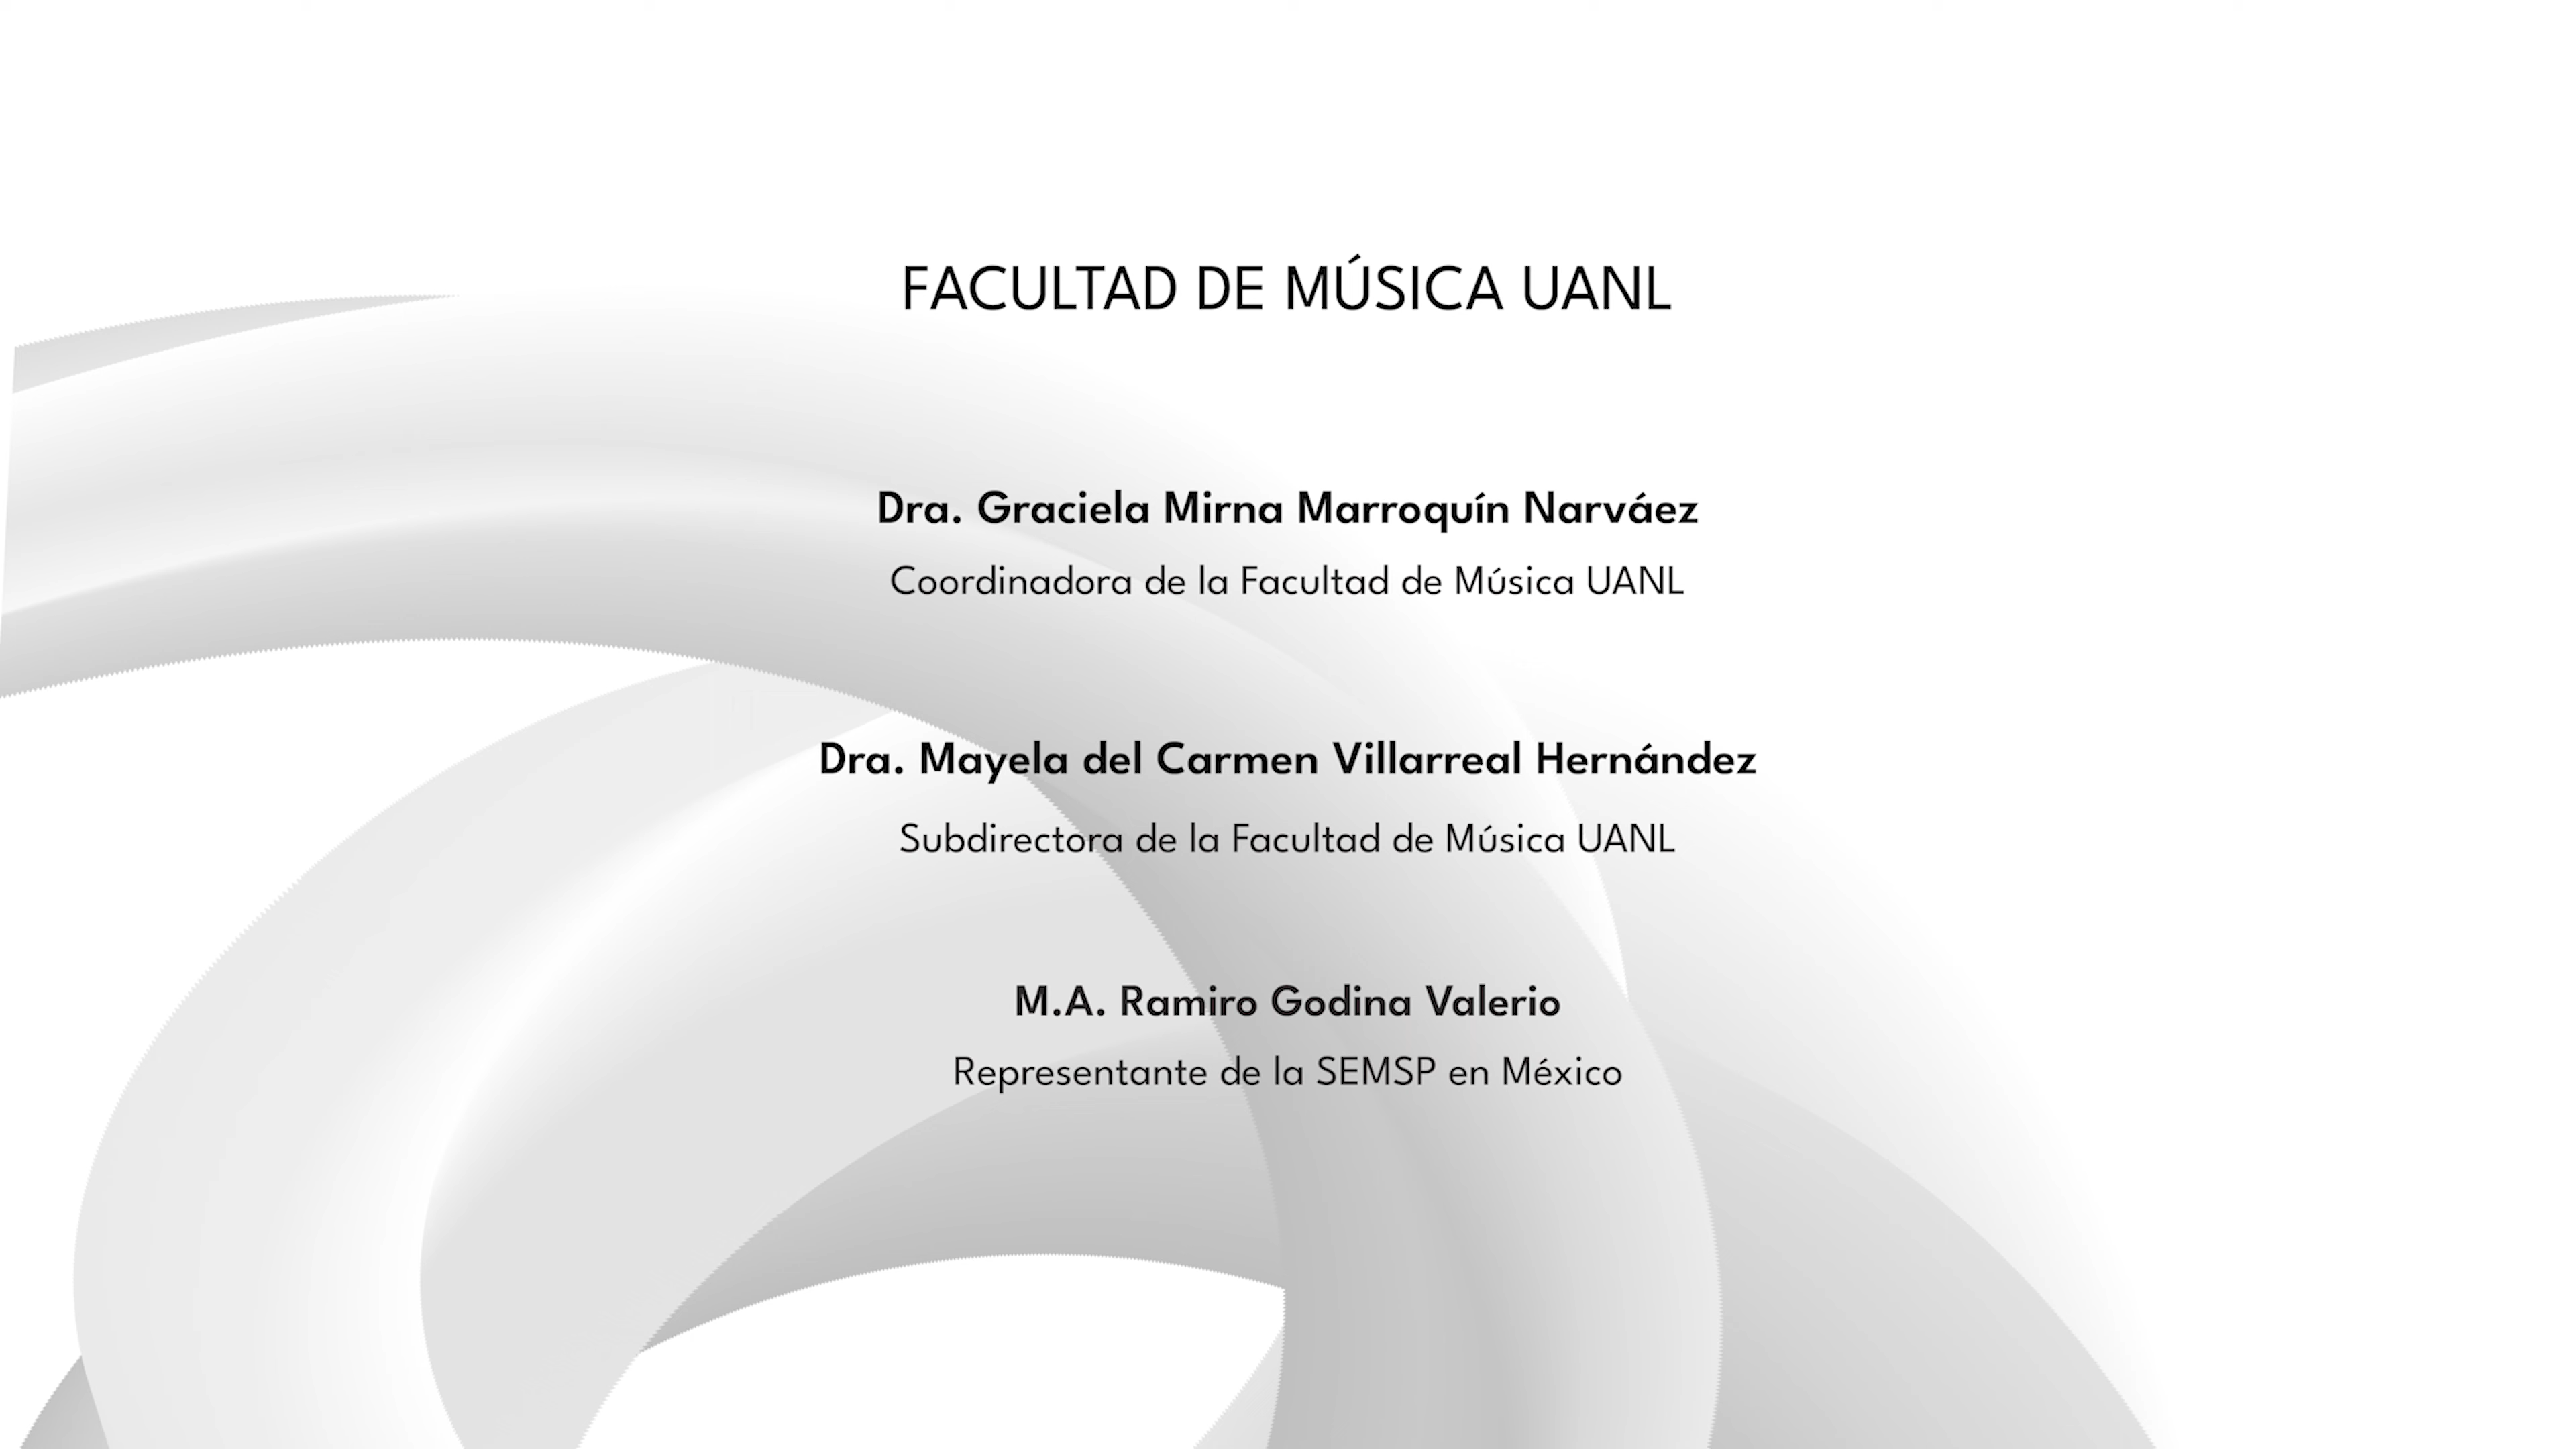 FACULTAD DE MÚSICA UANL
Dra. Graciela Mirna Marroquín Narváez
Coordinadora de la Facultad de Música UANL
Dra. Mayela del Carmen Villarreal Hernández
Subdirectora de la Facultad de Música UANL
M.A. Ramiro Godina Valerio
Representante de la SEMSP en México